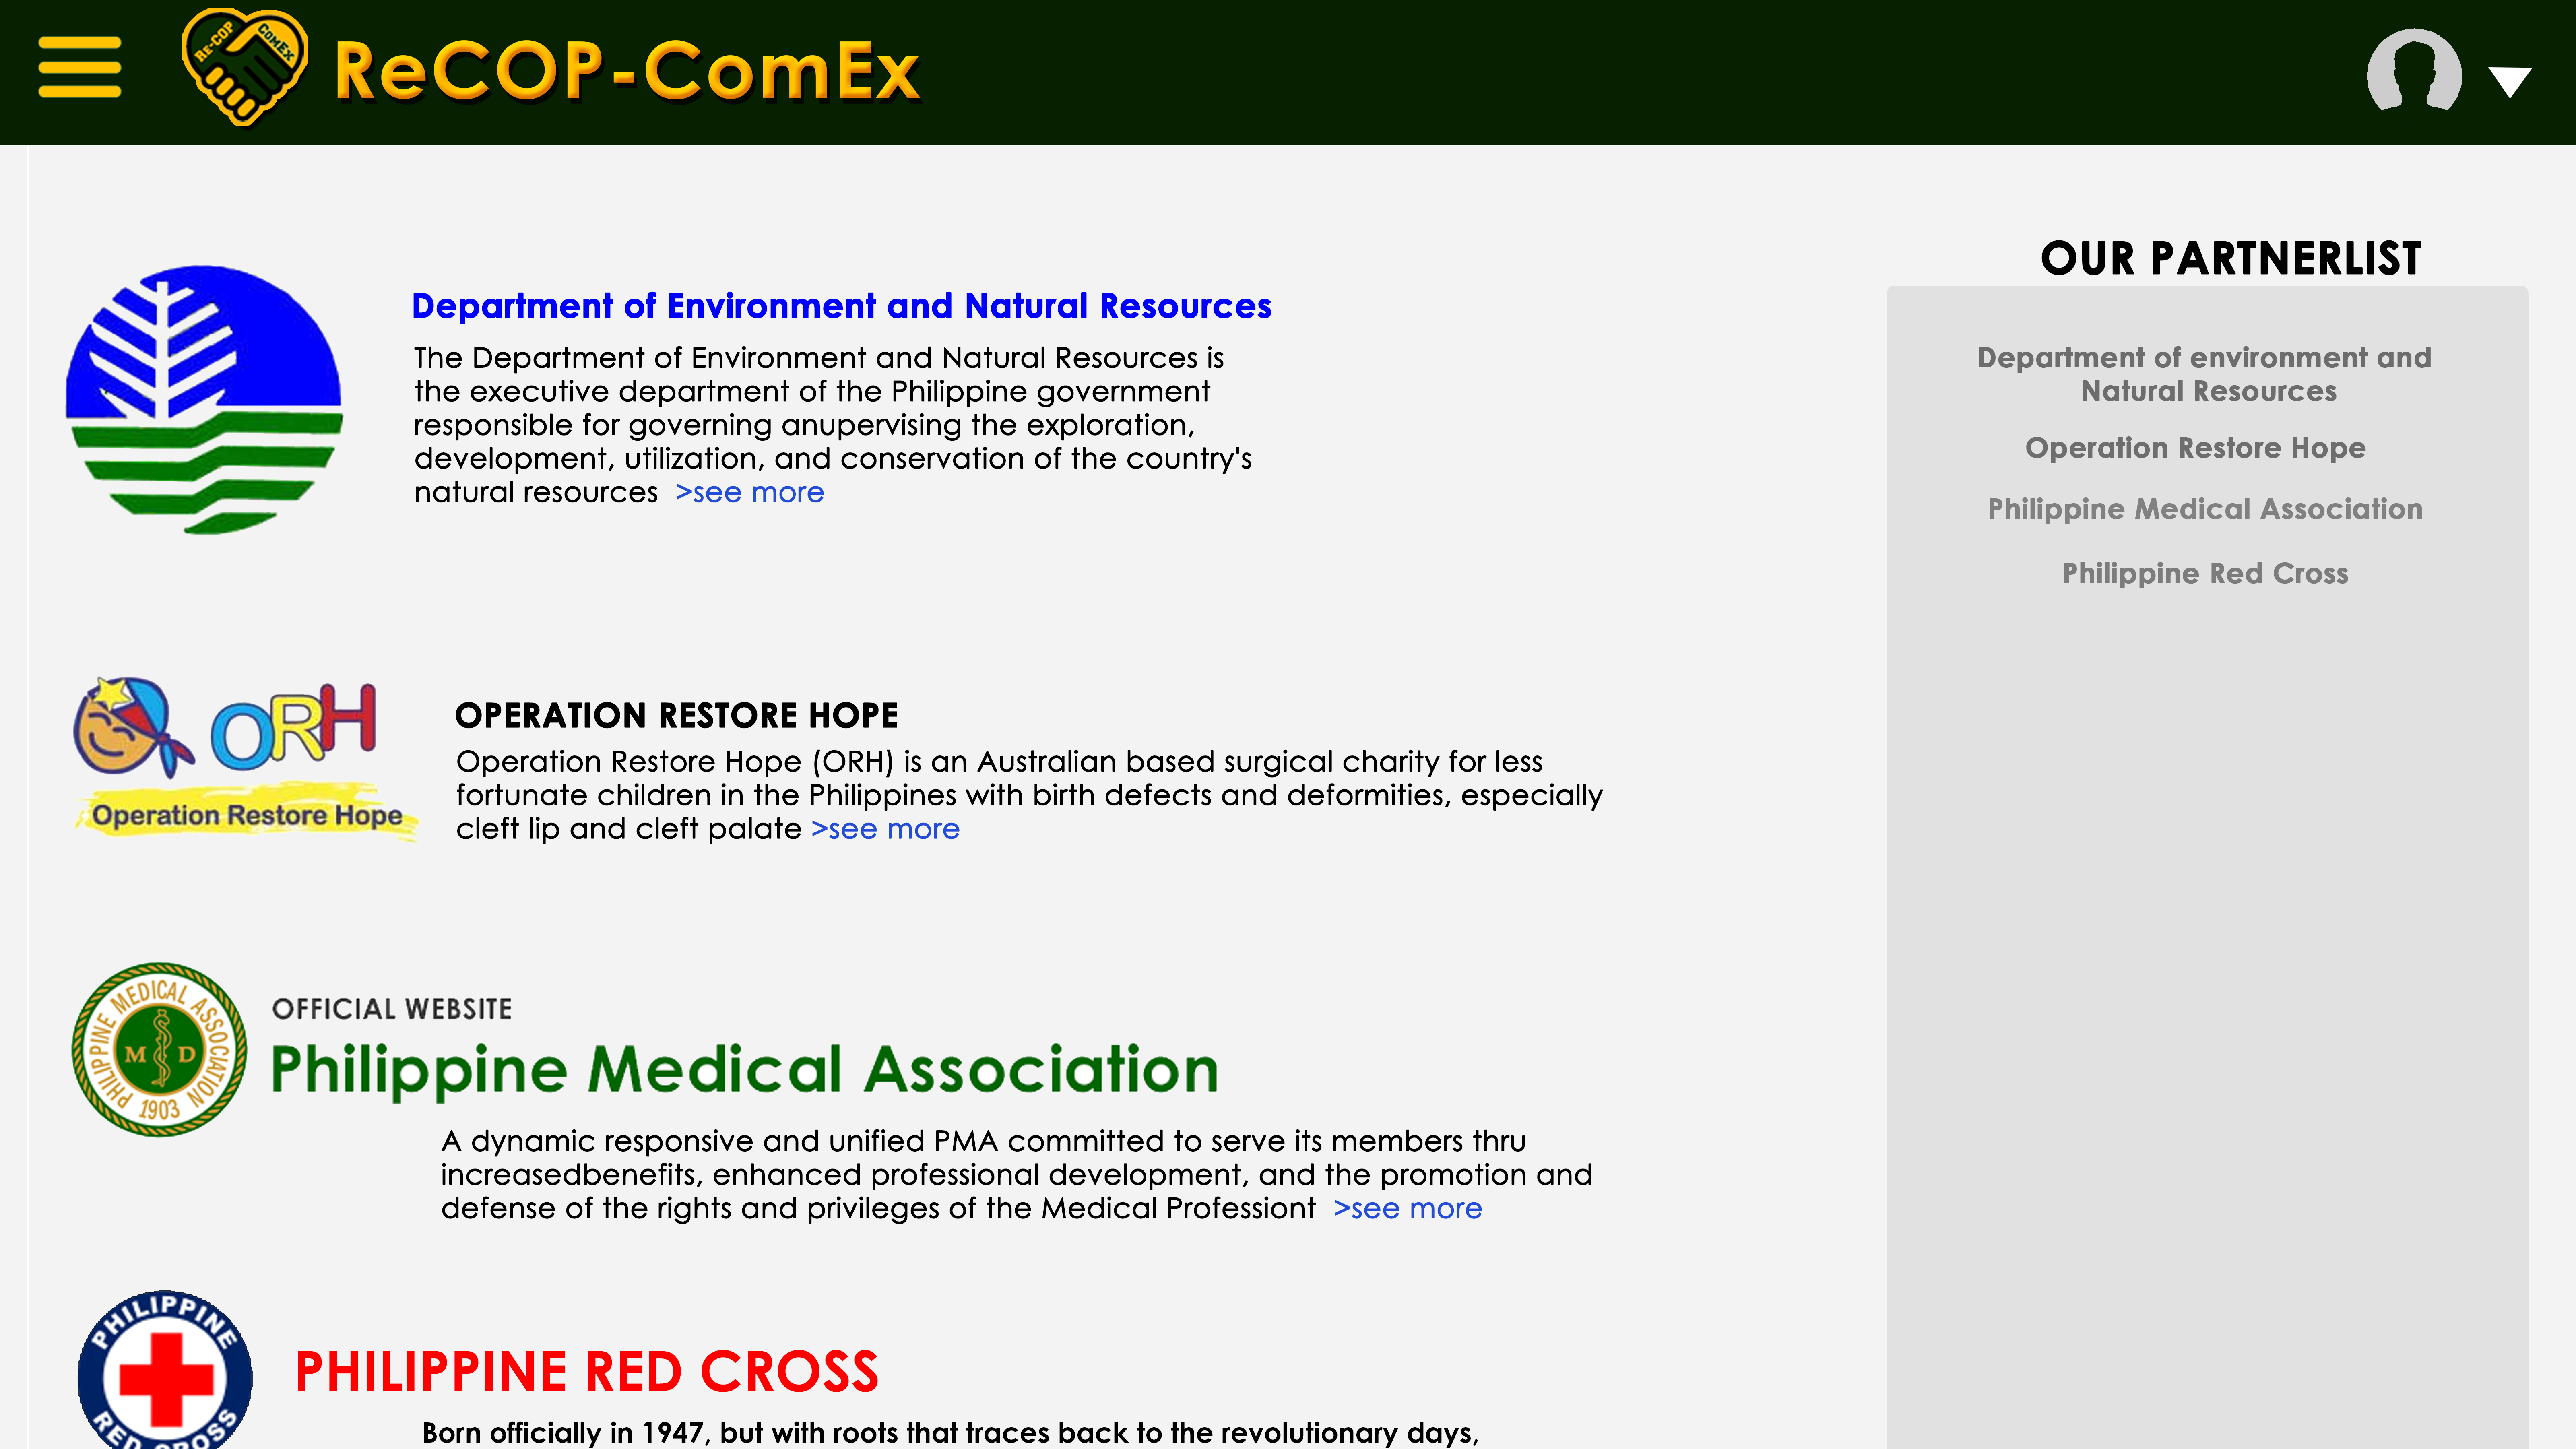 Re-COP ComEx
ReCOP-ComEx
Department of Environment and Natural Resources
The Department of Environment and Natural Resources is
the executive department of the Philippine government
responsible for governing anupervising the exploration,
development, utilization, and conservation of the country's
natural resources >see more
ORH
Operation Restore Hope
OPERATION RESTORE HOPE
Operation Restore Hope (ORH) is an Australian based surgical charity for less
fortunate children in the Philippines with birth defects and deformities, especially
cleft lip and cleft palate >see more
PHILIPPINE MEDICAL ASSOCIATION
M D
1903
OFFICIAL WEBSITE
Philippine Medical Association
A dynamic responsive and unified PMA committed to serve its members thru
increasedbenefits, enhanced professional development, and the promotion and
defense of the rights and privileges of the Medical Professiont >see more
PHILIPPINE
RED CROSS
PHILIPPINE RED CROSS
Born officially in 1947, but with roots that traces back to the revolutionary days,
OUR PARTNERLIST
Department of environment and
Natural Resources
Operation Restore Hope
Philippine Medical Association
Philippine Red Cross